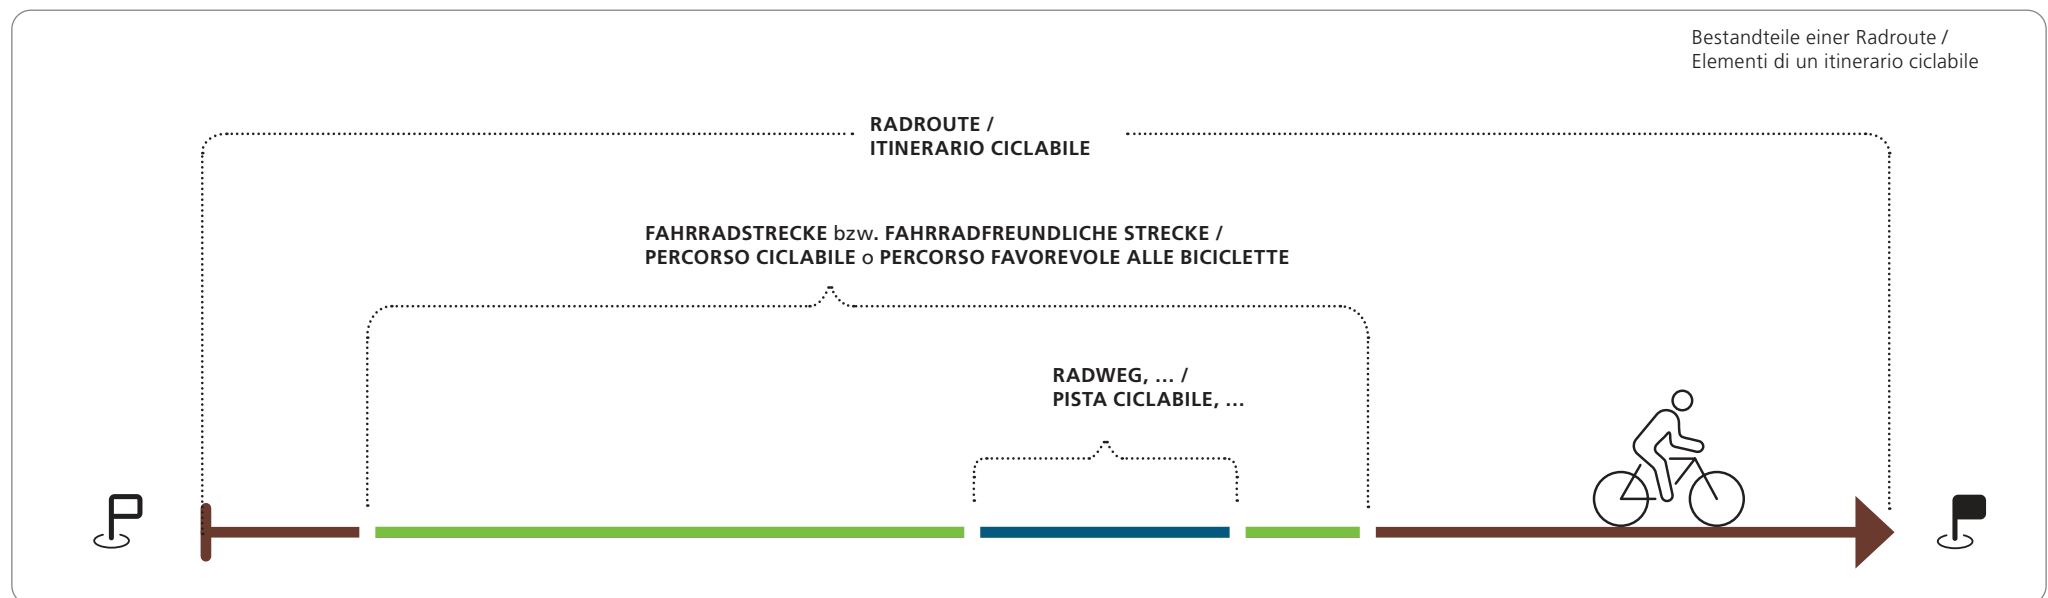 Bestandteile einer Radroute /
Elementi di un itinerario ciclabile
RADROUTE /
ITINERARIO CICLABILE
FAHRRADSTRECKE bzw. FAHRRADFREUNDLICHE STRECKE /
PERCORSO CICLABILE o PERCORSO FAVOREVOLE ALLE BICICLETTE
RADWEG, ... /
PISTA CICLABILE, ...